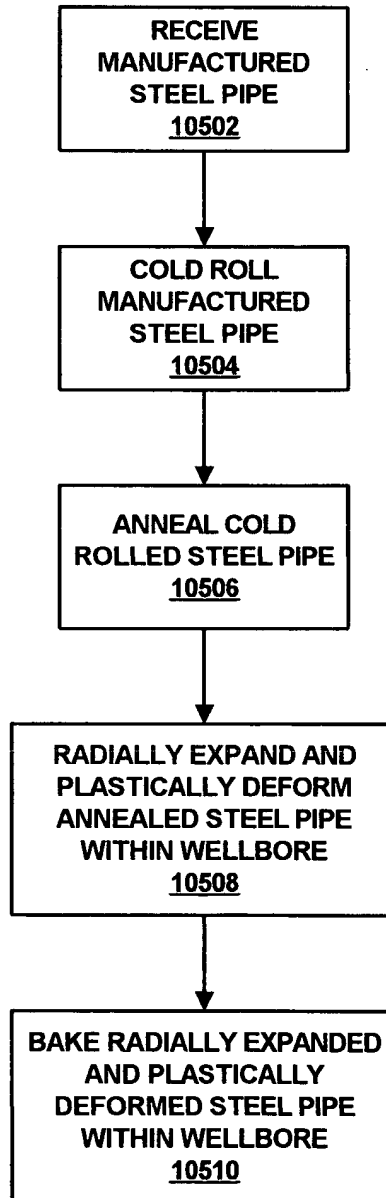 RECEIVE
MANUFACTURED
STEEL PIPE
10502
COLD ROLL
MANUFACTURED
STEEL PIPE
10504
ANNEAL COLD
ROLLED STEEL PIPE
10506
RADIALLY EXPAND AND
PLASTICALLY DEFORM
ANNEALED STEEL PIPE
WITHIN WELLBORE
10508
BAKE RADIALLY EXPANDED
AND PLASTICALLY
DEFORMED STEEL PIPE
WITHIN WELLBORE
10510